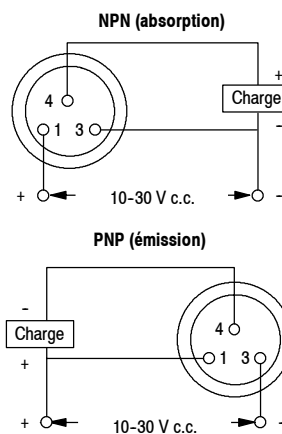 NPN (absorption)
+
4
Charge
1 3
-
+ 10-30 V c.c. -
PNP (émission)
-
4
Charge
1 3
+
+ 10-30 V c.c. -